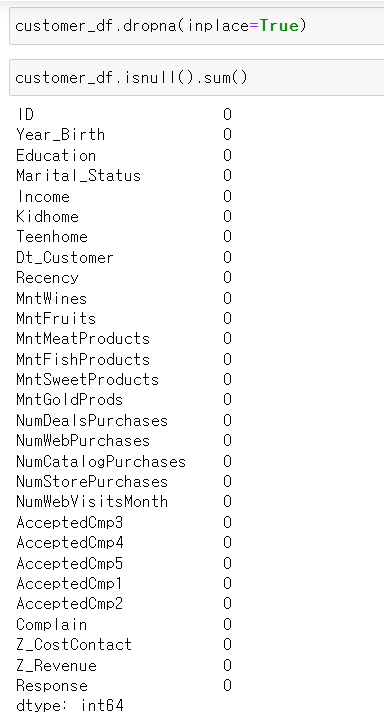 customer_df.dropna(inplace=True)
customer_df.isnull().sum()
ID 0
Year_Birth 0
Education 0
Marital_Status 0
Income 0
Kidhome 0
Teenhome 0
Dt_Customer 0
Recency 0
MntWines 0
MntFruits 0
MntMeatProducts 0
MntFishProducts 0
MntSweetProducts 0
MntGoldProds 0
NumDealsPurchases 0
NumWebPurchases 0
NumCatalogPurchases 0
NumStorePurchases 0
NumWebVisitsMonth 0
AcceptedCmp3 0
AcceptedCmp4 0
AcceptedCmp5 0
AcceptedCmp1 0
AcceptedCmp2 0
Complain 0
Z_CostContact 0
Z_Revenue 0
Response 0
dtype: int64